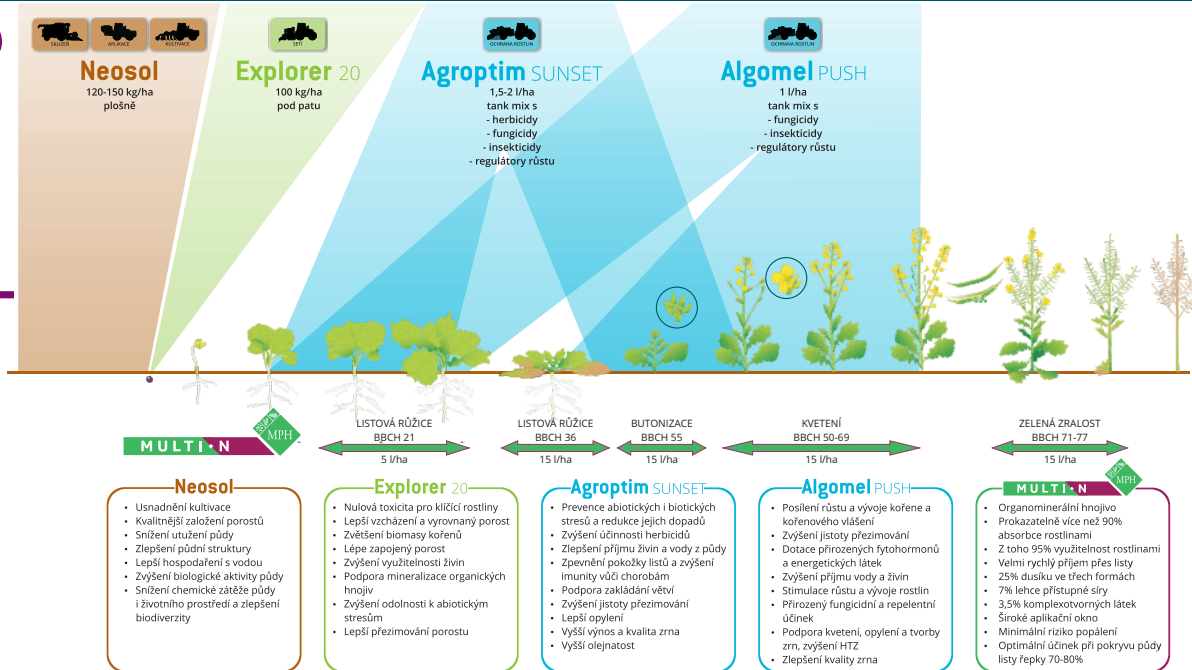 SKLIZEŇ
APLIKACE
KULTIVACE
Neosol
120-150 kg/ha
plošně
SETÍ
Explorer 20
100 kg/ha
pod patu
OCHRANA ROSTLIN
Agroptim SUNSET
1,5-2 l/ha
tank mix s
- herbicidy
- fungicidy
- insekticidy
- regulátory růstu
OCHRANA ROSTLIN
Algomel PUSH
1 l/ha
tank mix s
- fungicidy
- insekticidy
- regulátory růstu
MULTI·N
MPH
LISTOVÁ RŮŽICE
BBCH 21
5 l/ha
LISTOVÁ RŮŽICE
BBCH 36
15 l/ha
BUTONIZACE
BBCH 55
15 l/ha
KVETENÍ
BBCH 50-69
15 l/ha
ZELENÁ ZRALOST
BBCH 71-77
15 l/ha
Neosol
• Usnadnění kultivace
• Kvalitnější založení porostů
• Snížení utužení půdy
• Zlepšení půdní struktury
• Lepší hospodaření s vodou
• Zvýšení biologické aktivity půdy
• Snížení chemické zátěže půdy
i životního prostředí a zlepšení
biodiverzity
Explorer 20
• Nulová toxicita pro klíčící rostliny
• Lepší vzcházení a vyrovnaný porost
• Zvětšení biomasy kořenů
• Lépe zapojený porost
• Zvýšení využitelnosti živin
• Podpora mineralizace organických
hnojiv
• Zvýšení odolnosti k abiotickým
stresům
• Lepší přezimování porostu
Agroptim SUNSET
• Prevence abiotických i biotických
stresů a redukce jejich dopadů
• Zvýšení účinnosti herbicidů
• Zlepšení příjmu živin a vody z půdy
• Zpevnění pokožky listů a zvýšení
imunity vůči chorobám
• Podpora zakládání větví
• Zvýšení jistoty přezimování
• Lepší opylení
• Vyšší výnos a kvalita zrna
• Vyšší olejnatost
Algomel PUSH
• Posílení růstu a vývoje kořene a
kořenového vlášení
• Zvýšení jistoty přezimování
• Dotace přirozených fytohormonů
a energetických látek
• Zvýšení příjmu vody a živin
• Stimulace růstu a vývoje rostlin
• Přirozený fungicidní a repelentní
účinek
• Podpora kvetení, opylení a tvorby
zrn, zvýšení HTZ
• Zlepšení kvality zrna
MULTI·N
MPH
• Organominerální hnojivo
• Prokazatelně více než 90%
absorbce rostlinami
• Z toho 95% využitelnost rostlinami
• Velmi rychlý příjem přes listy
• 25% dusíku ve třech formách
• 7% lehce přístupné síry
• 3,5% komplexotvorných látek
• Široké aplikační okno
• Minimální riziko popálení
• Optimální účinek při pokryvu půdy
listy řepky 70-80%